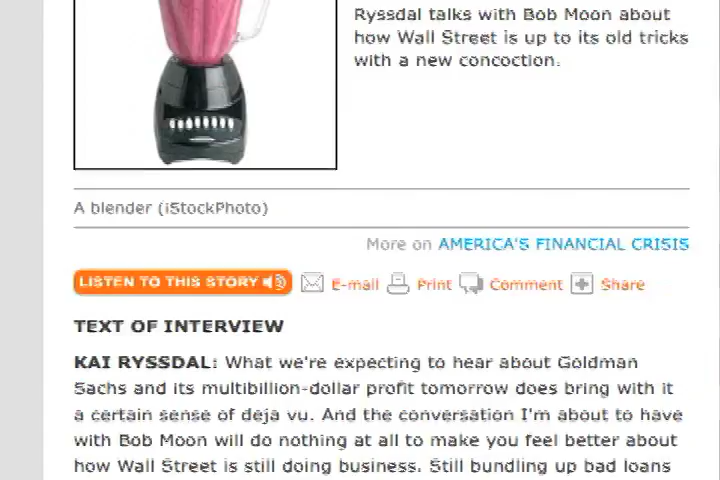 Ryssdal talks with Bob Moon about
how Wall Street is up to its old tricks
with a new concoction.
A blender (iStockPhoto)
More on AMERICA'S FINANCIAL CRISIS
LISTEN TO THIS STORY E-mail Print Comment Share
TEXT OF INTERVIEW
KAI RYSSDAL: What we're expecting to hear about Goldman
Sachs and its multibillion-dollar profit tomorrow does bring with it
a certain sense of deja vu. And the conversation I'm about to have
with Bob Moon will do nothing at all to make you feel better about
how Wall Street is still doing business. Still bundling up bad loans